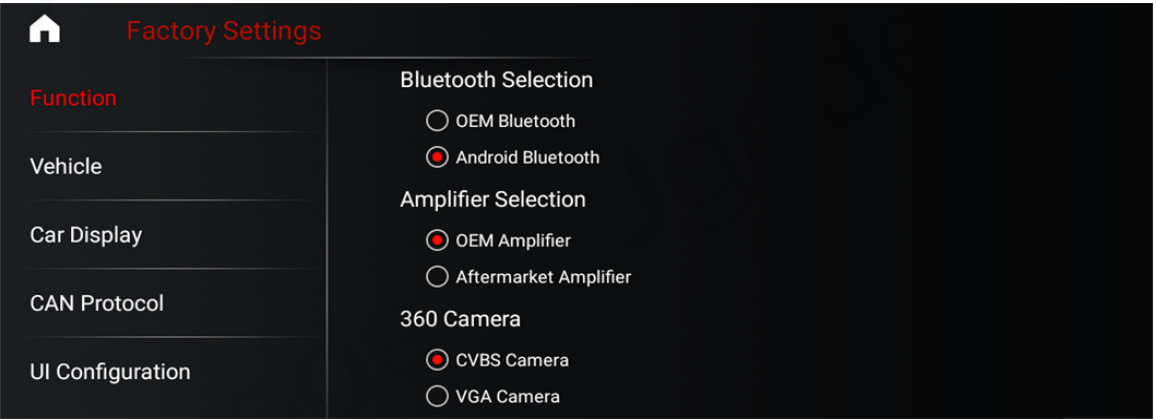 Factory Settings
Function
Vehicle
Car Display
CAN Protocol
UI Configuration
Bluetooth Selection
OEM Bluetooth
Android Bluetooth
Amplifier Selection
OEM Amplifier
Aftermarket Amplifier
360 Camera
CVBS Camera
VGA Camera